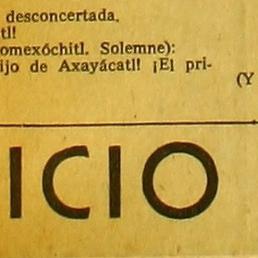 desconcertada.
tl!
omexóchitl. Solemne):
ijo de Axayácatl! ¡El pri-
(Y
ICIO